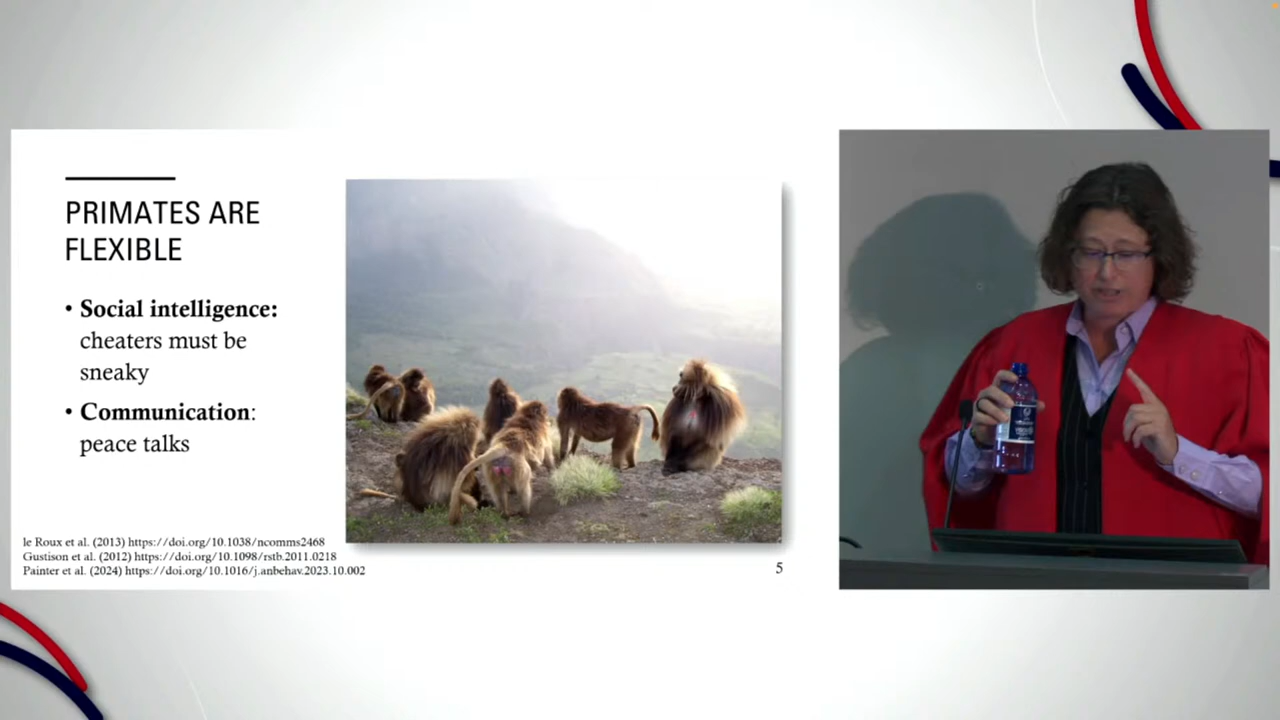 PRIMATES ARE
FLEXIBLE
• Social intelligence:
cheaters must be
sneaky
• Communication:
peace talks
le Roux et al. (2013) https://doi.org/10.1038/ncomms2468
Gustison et al. (2012) https://doi.org/10.1098/rstb.2011.0218
Painter et al. (2024) https://doi.org/10.1016/j.anbehav.2023.10.002
5